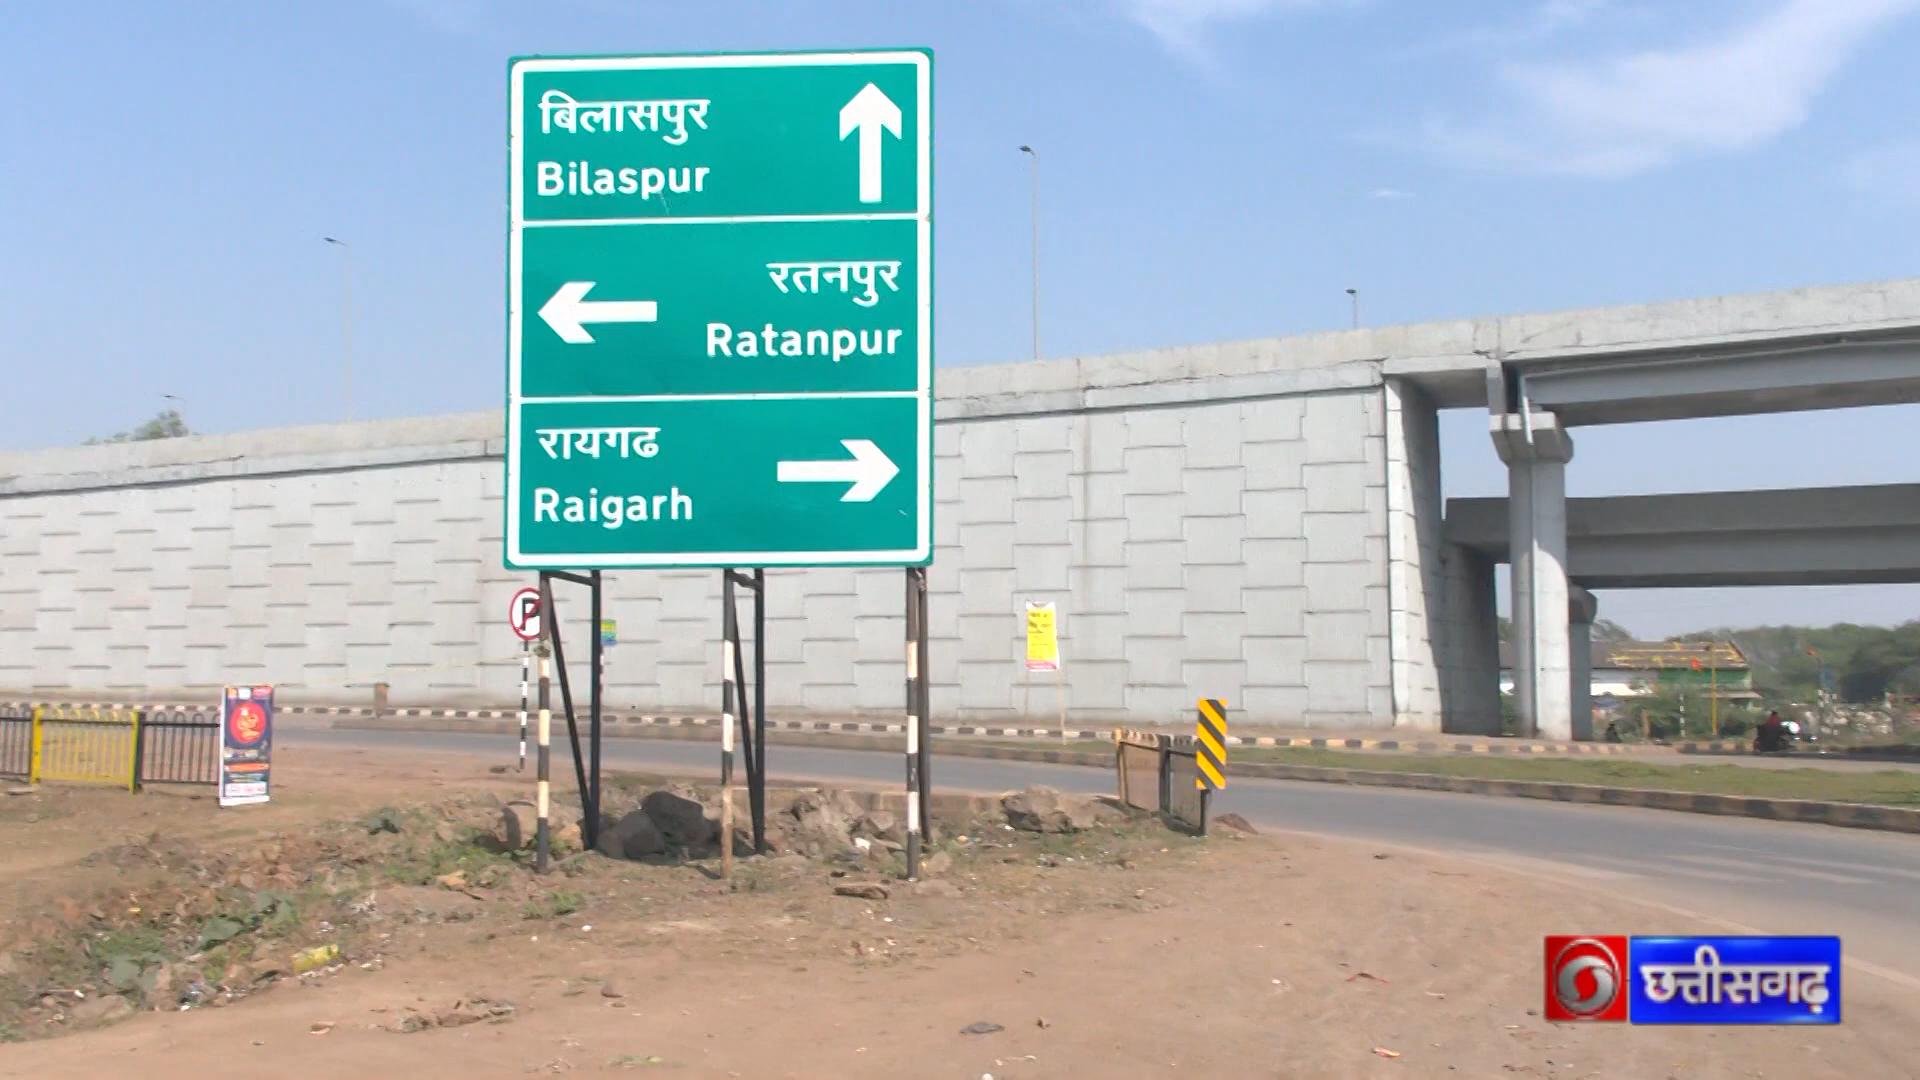 बिलासपुर
Bilaspur
रतनपुर
Ratanpur
रायगढ
Raigarh
P
छत्तीसगढ़